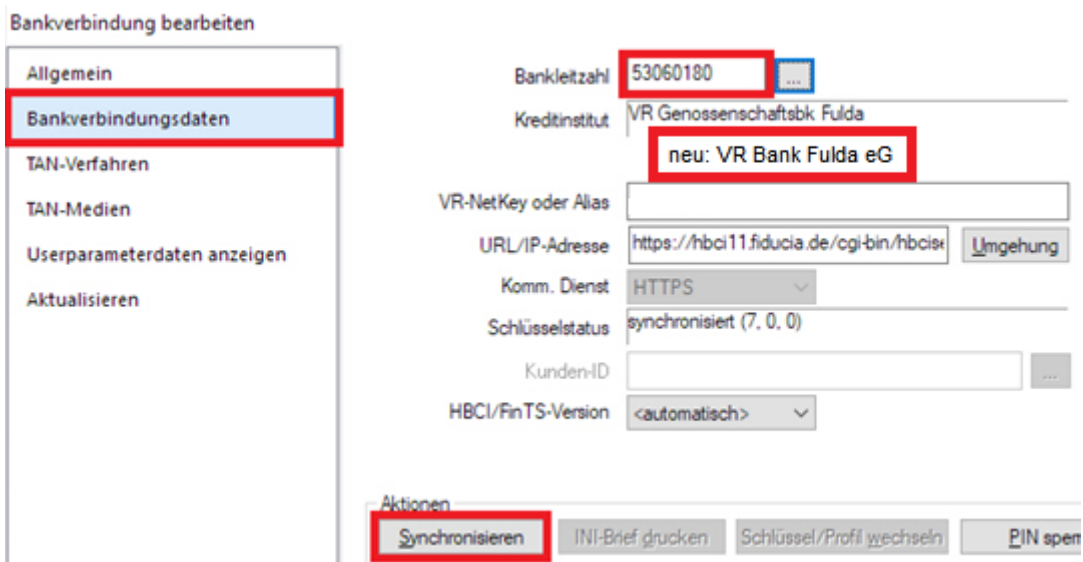 Bankverbindung bearbeiten
Allgemein
Bankverbindungsdaten
TAN-Verfahren
TAN-Medien
Userparameterdaten anzeigen
Aktualisieren
Bankleitzahl 53060180 ...
Kreditinstitut VR Genossenschaftsbk Fulda
neu: VR Bank Fulda eG
VR-NetKey oder Alias
URL/IP-Adresse https://hbci11.fiducia.de/cgi-bin/hbcise Umgehung
Komm. Dienst HTTPS
Schlüsselstatus synchronisiert (7, 0, 0)
Kunden-ID ...
HBCI/FinTS-Version <automatisch>
Aktionen
Synchronisieren INI-Brief drucken Schlüssel/Profil wechseln PIN sperr